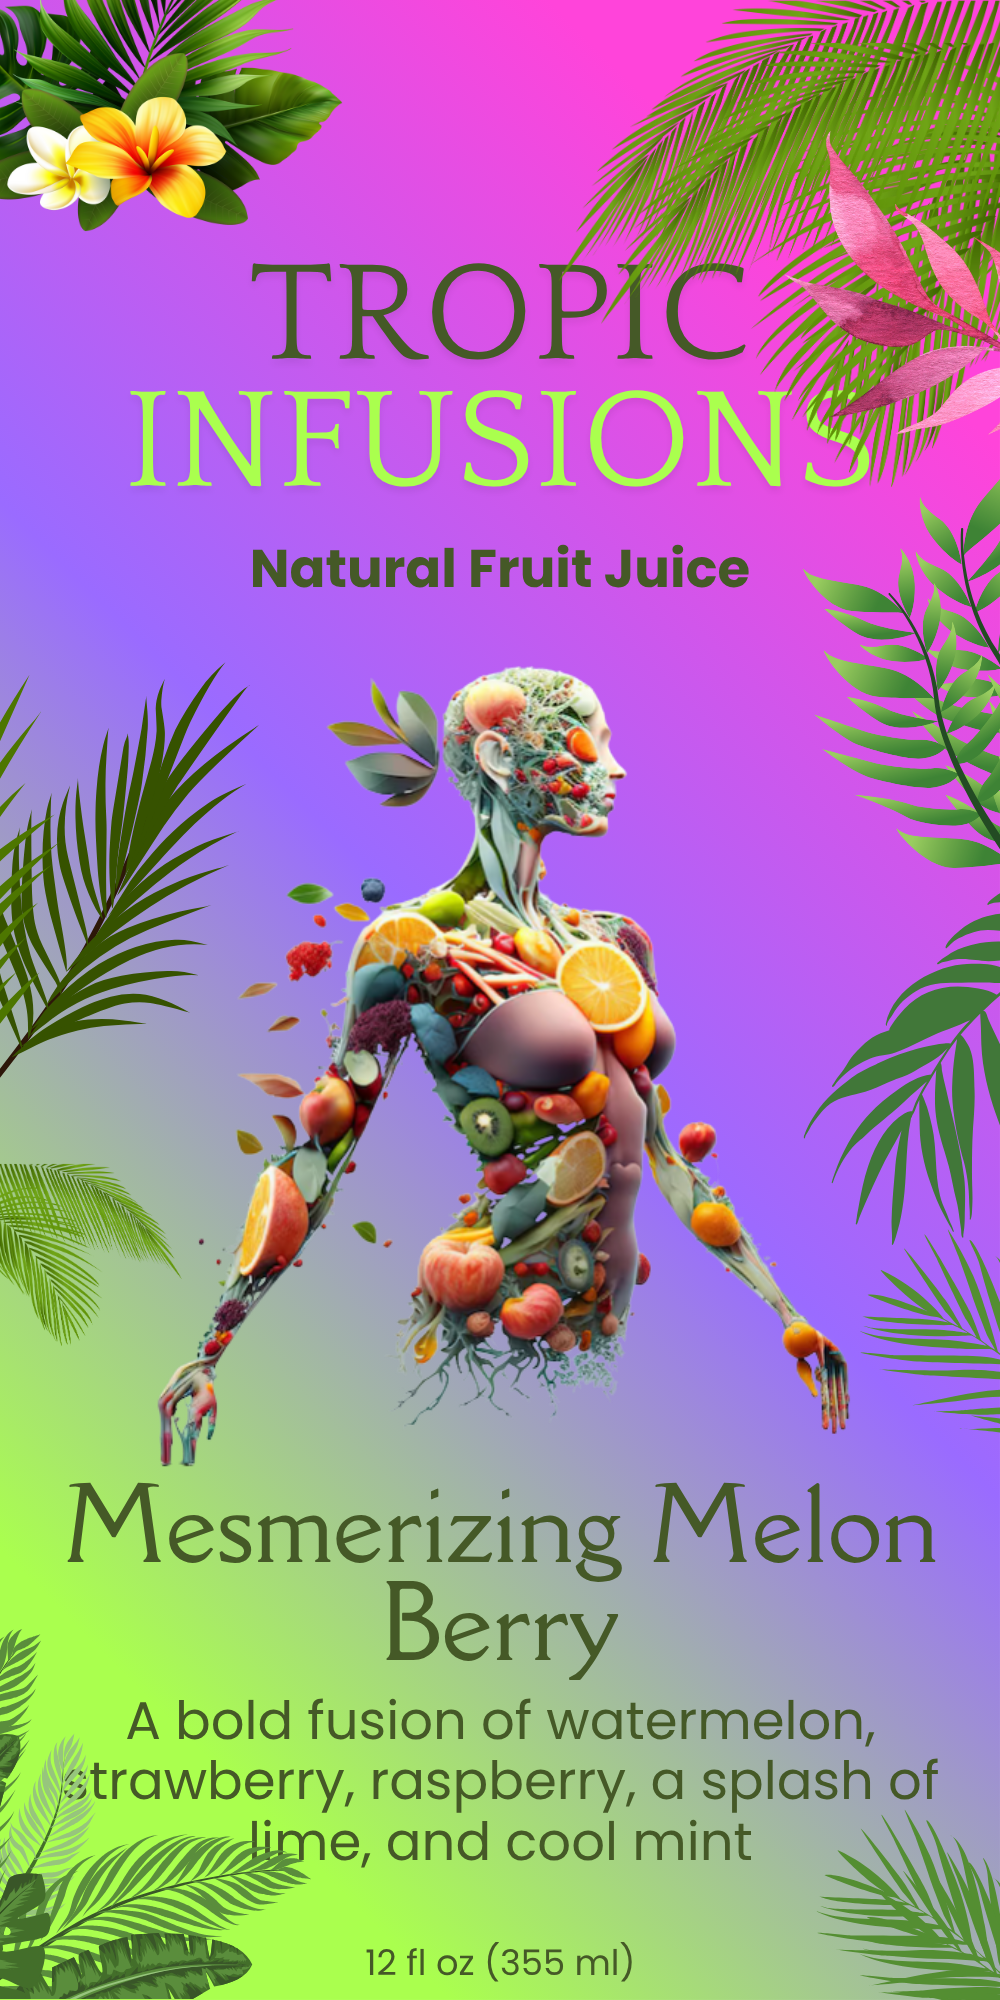 TROPIC
INFUSIONS
Natural Fruit Juice
Mesmerizing Melon
Berry
A bold fusion of watermelon,
strawberry, raspberry, a splash of
lime, and cool mint
12 fl oz (355 ml)